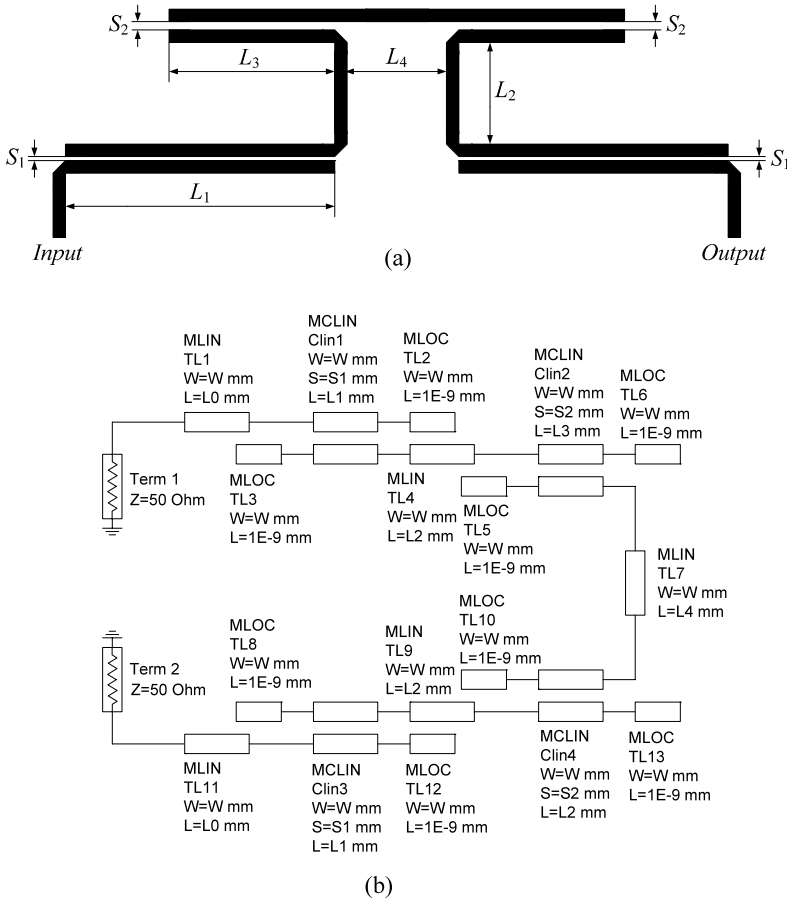 S2
S2
L3
L4
L2
S1
S1
L1
Input
Output
(a)
MLIN
TL1
W=W mm
L=L0 mm
MCLIN
Clin1
W=W mm
S=S1 mm
L=L1 mm
MLOC
TL2
W=W mm
L=1E-9 mm
MCLIN
Clin2
W=W mm
S=S2 mm
L=L3 mm
MLOC
TL6
W=W mm
L=1E-9 mm
Term 1
Z=50 Ohm
MLOC
TL3
W=W mm
L=1E-9 mm
MLIN
TL4
W=W mm
L=L2 mm
MLOC
TL5
W=W mm
L=1E-9 mm
MLIN
TL7
W=W mm
L=L4 mm
Term 2
Z=50 Ohm
MLOC
TL8
W=W mm
L=1E-9 mm
MLIN
TL9
W=W mm
L=L2 mm
MLOC
TL10
W=W mm
L=1E-9 mm
MLIN
TL11
W=W mm
L=L0 mm
MCLIN
Clin3
W=W mm
S=S1 mm
L=L1 mm
MLOC
TL12
W=W mm
L=1E-9 mm
MCLIN
Clin4
W=W mm
S=S2 mm
L=L2 mm
MLOC
TL13
W=W mm
L=1E-9 mm
(b)